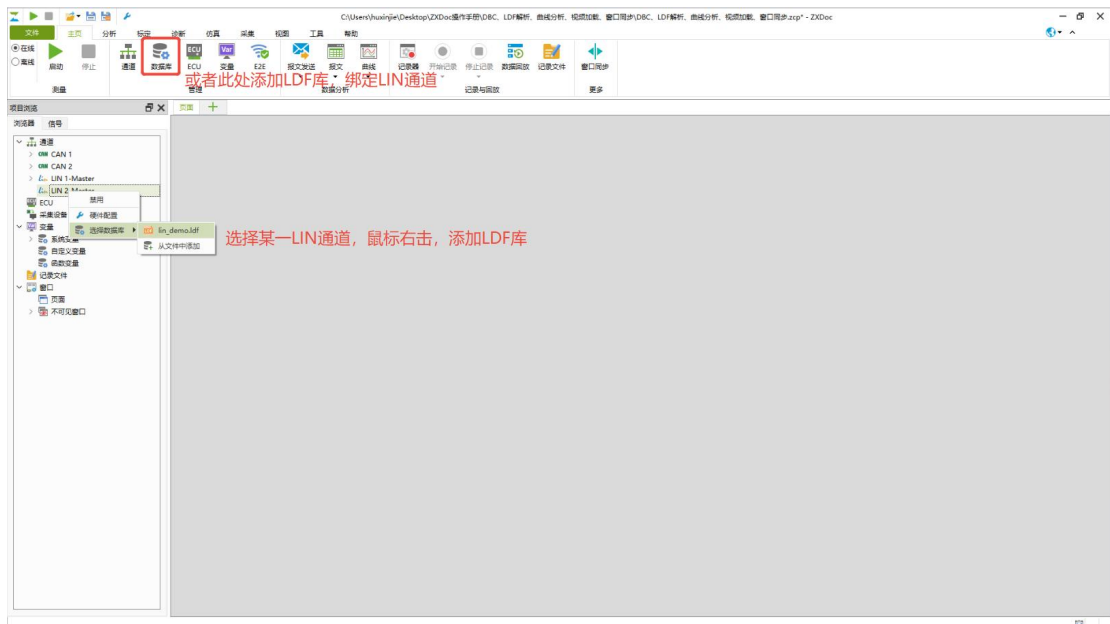 C:\Users\huxinjie\Desktop\ZXDoc操作手册\DBC、LDF解析、曲线分析、视频加载、窗口同步\DBC、LDF解析、曲线分析、视频加载、窗口同步.zcp* - ZXDoc
文件 主页 分析 标定 诊断 仿真 采集 视图 工具 帮助
在线
离线
启动 停止 通道 数据库 ECU 变量 E2E 报文发送 报文 曲线 记录器 开始记录 停止记录 数据回放 记录文件 窗口同步
或者此处添加LDF库，绑定LIN通道
测量 管理 数据分析 记录与回放 更多
项目浏览 页面
浏览器 信号
通道
CAN 1
CAN 2
LIN 1-Master
LIN 2-Master
ECU 禁用
采集设备 硬件配置
变量 选择数据库 lin_demo.ldf
选择某一LIN通道，鼠标右击，添加LDF库
系统变量 从文件中添加
自定义变量
函数变量
记录文件
窗口
页面
不可见窗口